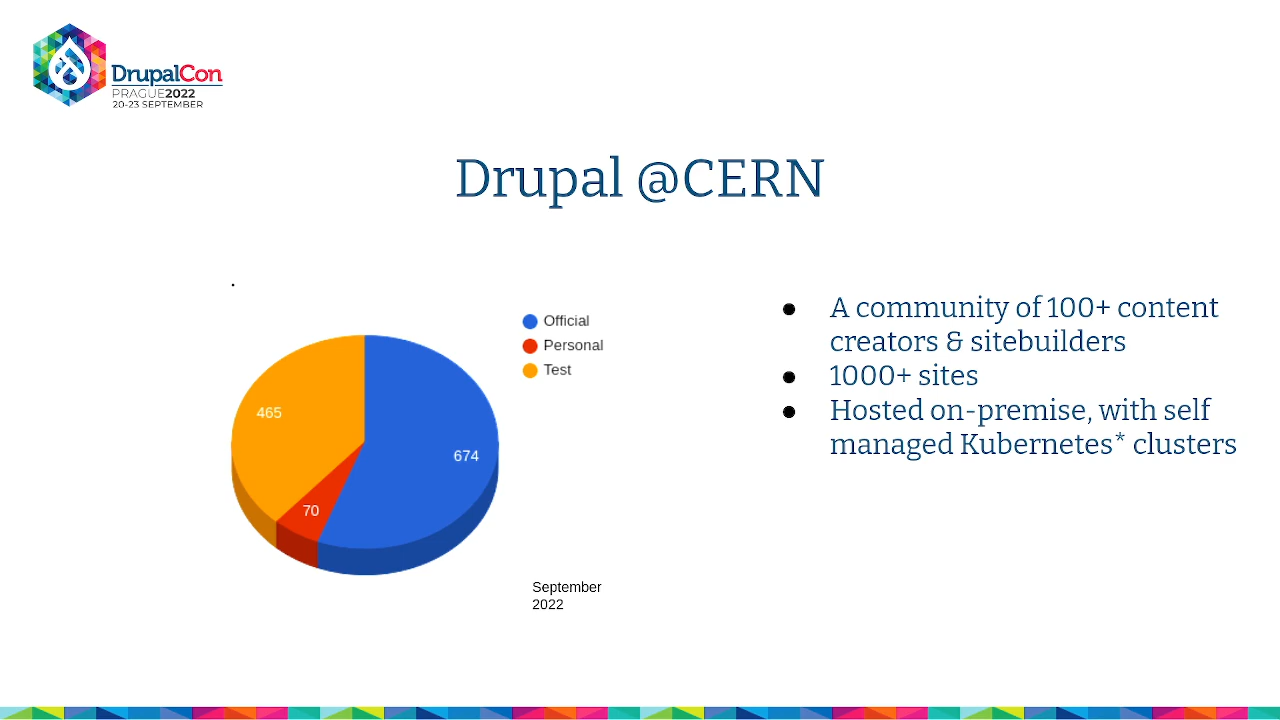 DrupalCon
PRAGUE2022
20-23 SEPTEMBER
Drupal @CERN
.
Official
Personal
Test
465
674
70
September
2022
● A community of 100+ content
creators & sitebuilders
● 1000+ sites
● Hosted on-premise, with self
managed Kubernetes* clusters